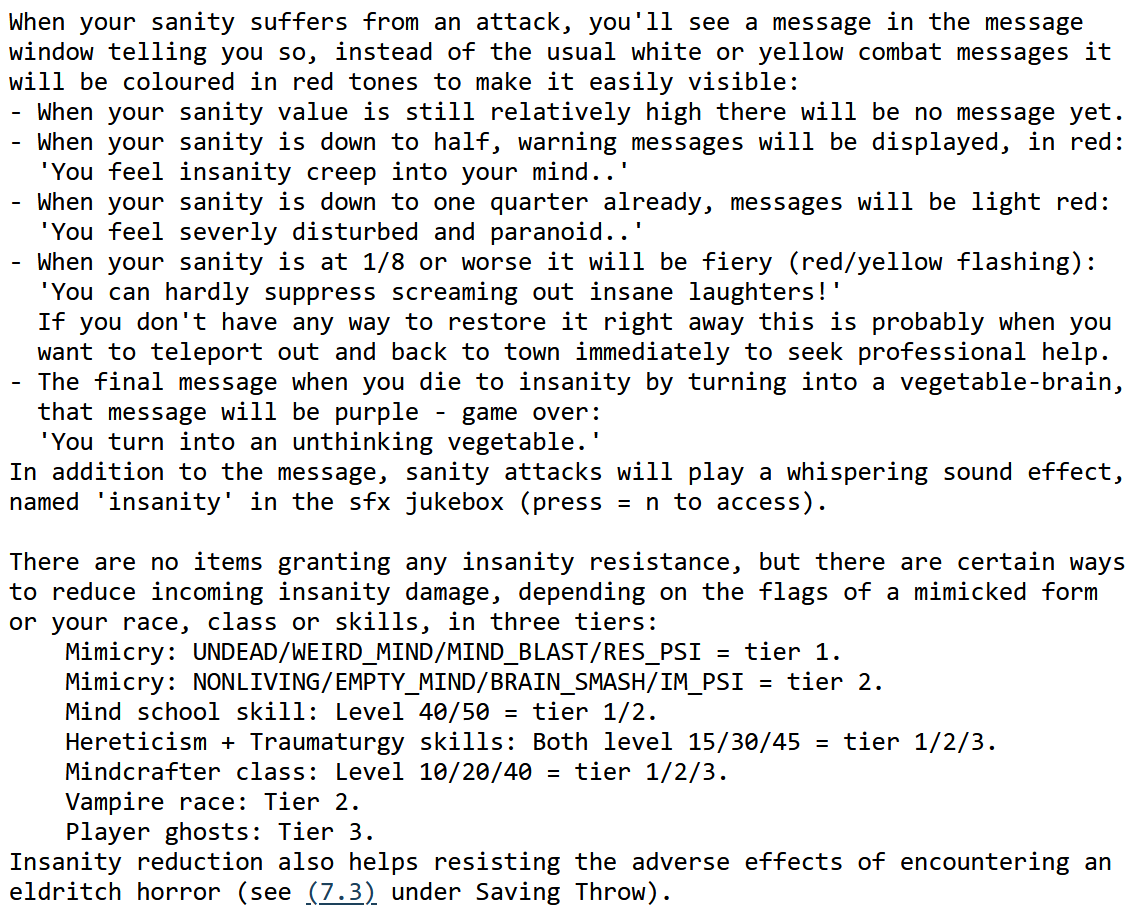 When your sanity suffers from an attack, you'll see a message in the message
window telling you so, instead of the usual white or yellow combat messages it
will be coloured in red tones to make it easily visible:
- When your sanity value is still relatively high there will be no message yet.
- When your sanity is down to half, warning messages will be displayed, in red:
  'You feel insanity creep into your mind..'
- When your sanity is down to one quarter already, messages will be light red:
  'You feel severly disturbed and paranoid..'
- When your sanity is at 1/8 or worse it will be fiery (red/yellow flashing):
  'You can hardly suppress screaming out insane laughters!'
  If you don't have any way to restore it right away this is probably when you
  want to teleport out and back to town immediately to seek professional help.
- The final message when you die to insanity by turning into a vegetable-brain,
  that message will be purple - game over:
  'You turn into an unthinking vegetable.'
In addition to the message, sanity attacks will play a whispering sound effect,
named 'insanity' in the sfx jukebox (press = n to access).

There are no items granting any insanity resistance, but there are certain ways
to reduce incoming insanity damage, depending on the flags of a mimicked form
or your race, class or skills, in three tiers:
    Mimicry: UNDEAD/WEIRD_MIND/MIND_BLAST/RES_PSI = tier 1.
    Mimicry: NONLIVING/EMPTY_MIND/BRAIN_SMASH/IM_PSI = tier 2.
    Mind school skill: Level 40/50 = tier 1/2.
    Hereticism + Traumaturgy skills: Both level 15/30/45 = tier 1/2/3.
    Mindcrafter class: Level 10/20/40 = tier 1/2/3.
    Vampire race: Tier 2.
    Player ghosts: Tier 3.
Insanity reduction also helps resisting the adverse effects of encountering an
eldritch horror (see (7.3) under Saving Throw).